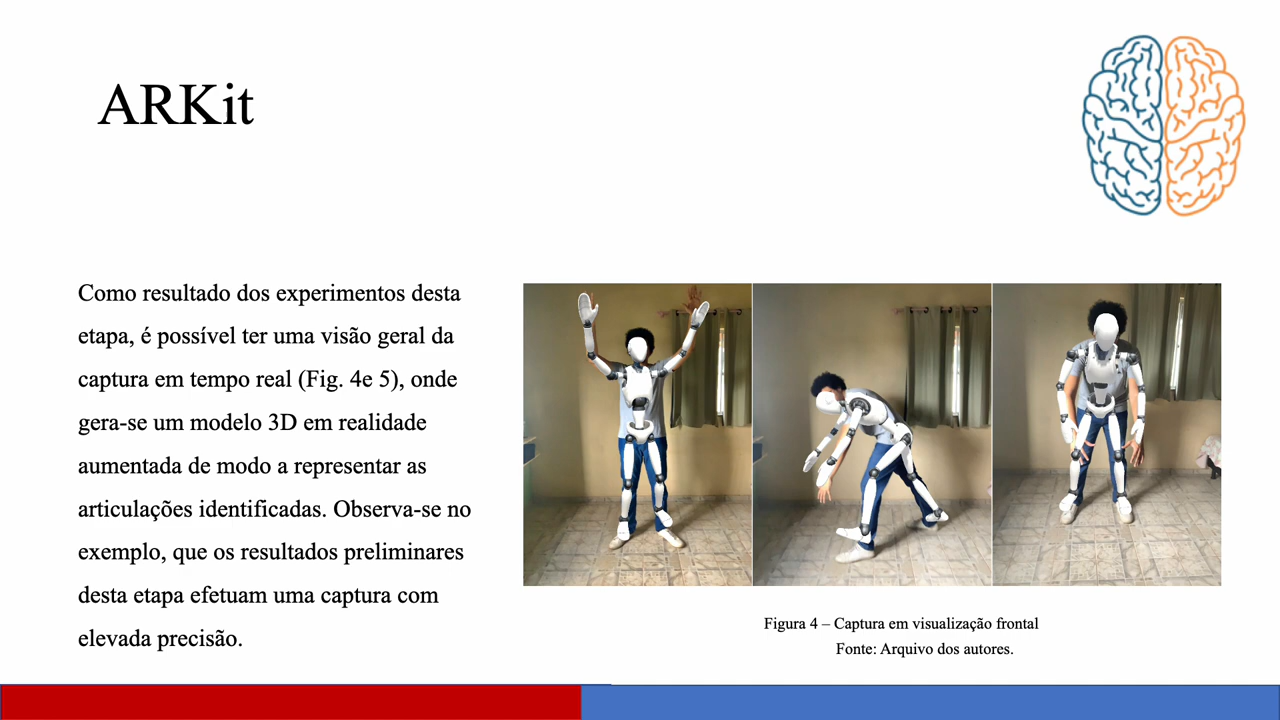 ARKit
Como resultado dos experimentos desta
etapa, é possível ter uma visão geral da
captura em tempo real (Fig. 4e 5), onde
gera-se um modelo 3D em realidade
aumentada de modo a representar as
articulações identificadas. Observa-se no
exemplo, que os resultados preliminares
desta etapa efetuam uma captura com
elevada precisão.
Figura 4 – Captura em visualização frontal
Fonte: Arquivo dos autores.